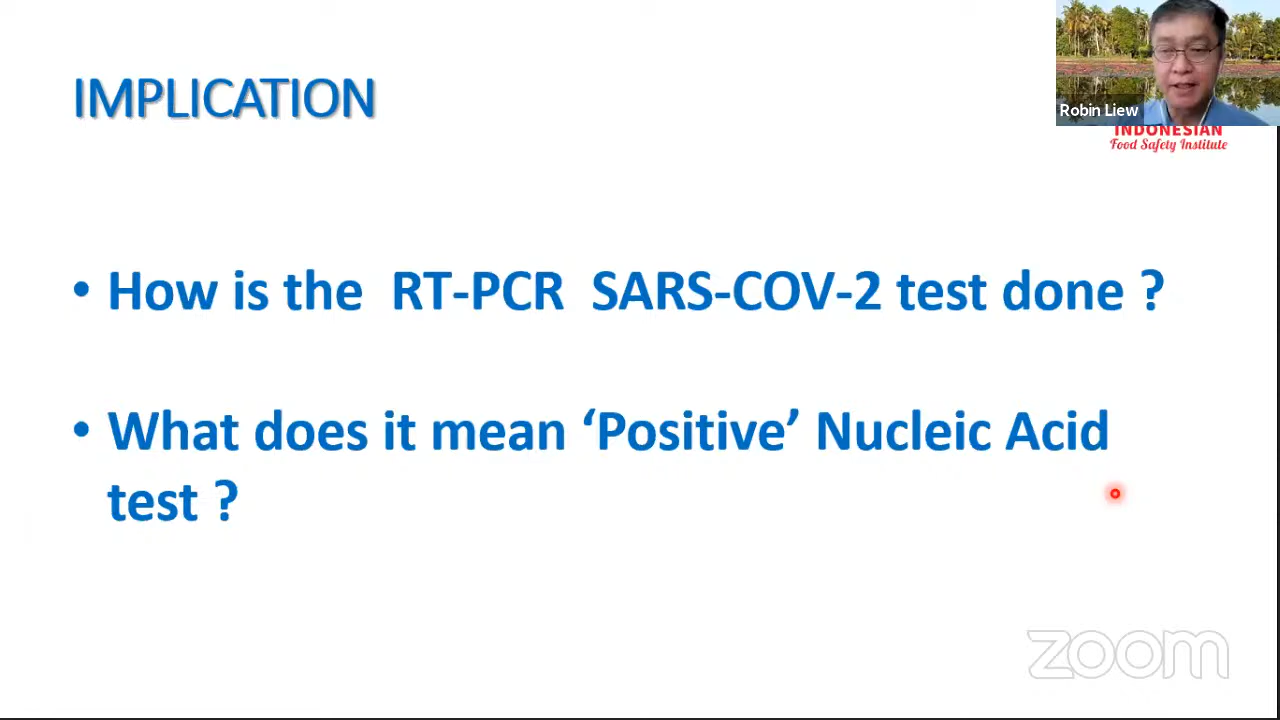 IMPLICATION
Robin Liew
INDONESIAN
Food Safety Institute
• How is the RT-PCR SARS-COV-2 test done ?
• What does it mean ‘Positive’ Nucleic Acid
test ?
zoom